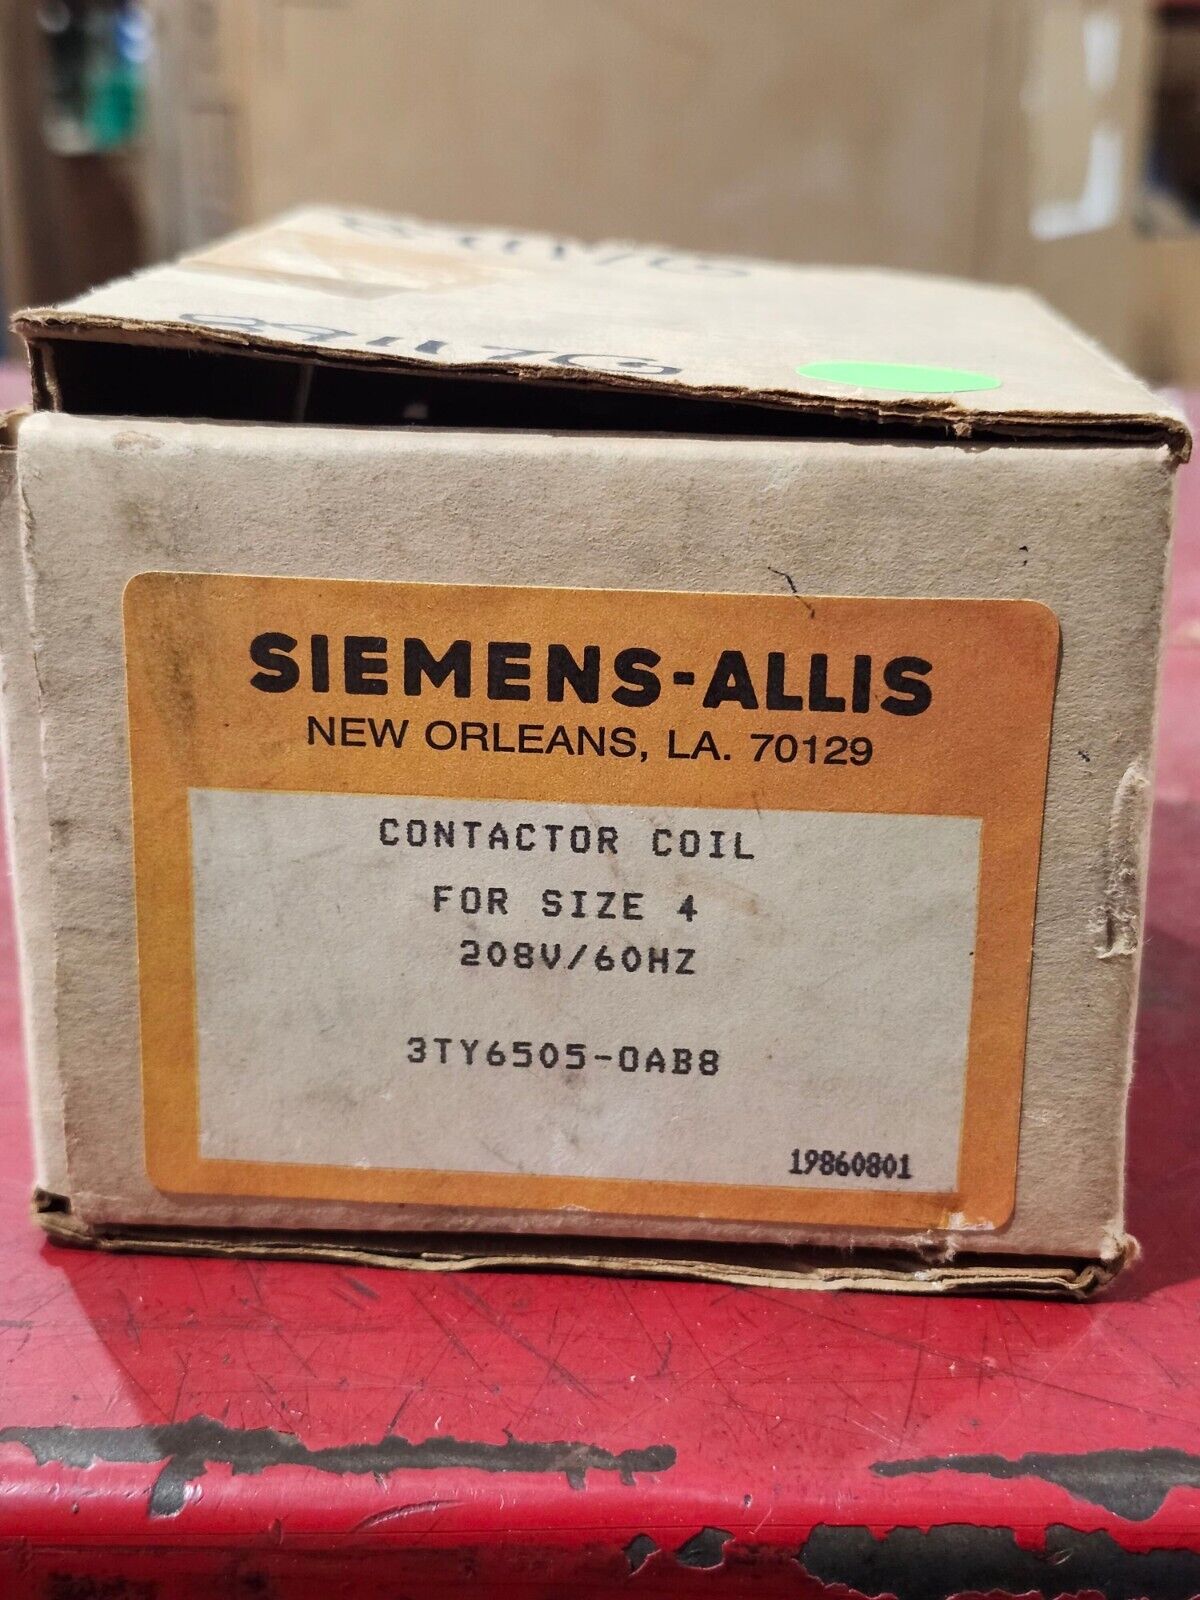 SIEMENS-ALLIS
NEW ORLEANS, LA. 70129
CONTACTOR COIL
FOR SIZE 4
208V/60HZ
3TY6505-0AB8
19860801